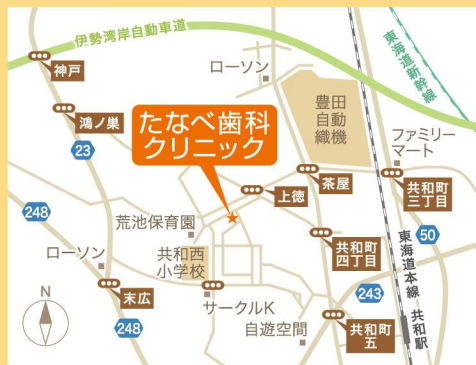 伊勢湾岸自動車道
東海道新幹線
神戸
ローソン
鴻ノ巣
豊田
自動
織機
たなべ歯科
クリニック
23
ファミリー
マート
茶屋
共和町
三丁目
上徳
248
荒池保育園
50
共和町
四丁目
ローソン
共和西
小学校
東海道本線 共和駅
N
末広
サークルK
243
248
自遊空間
共和町
五